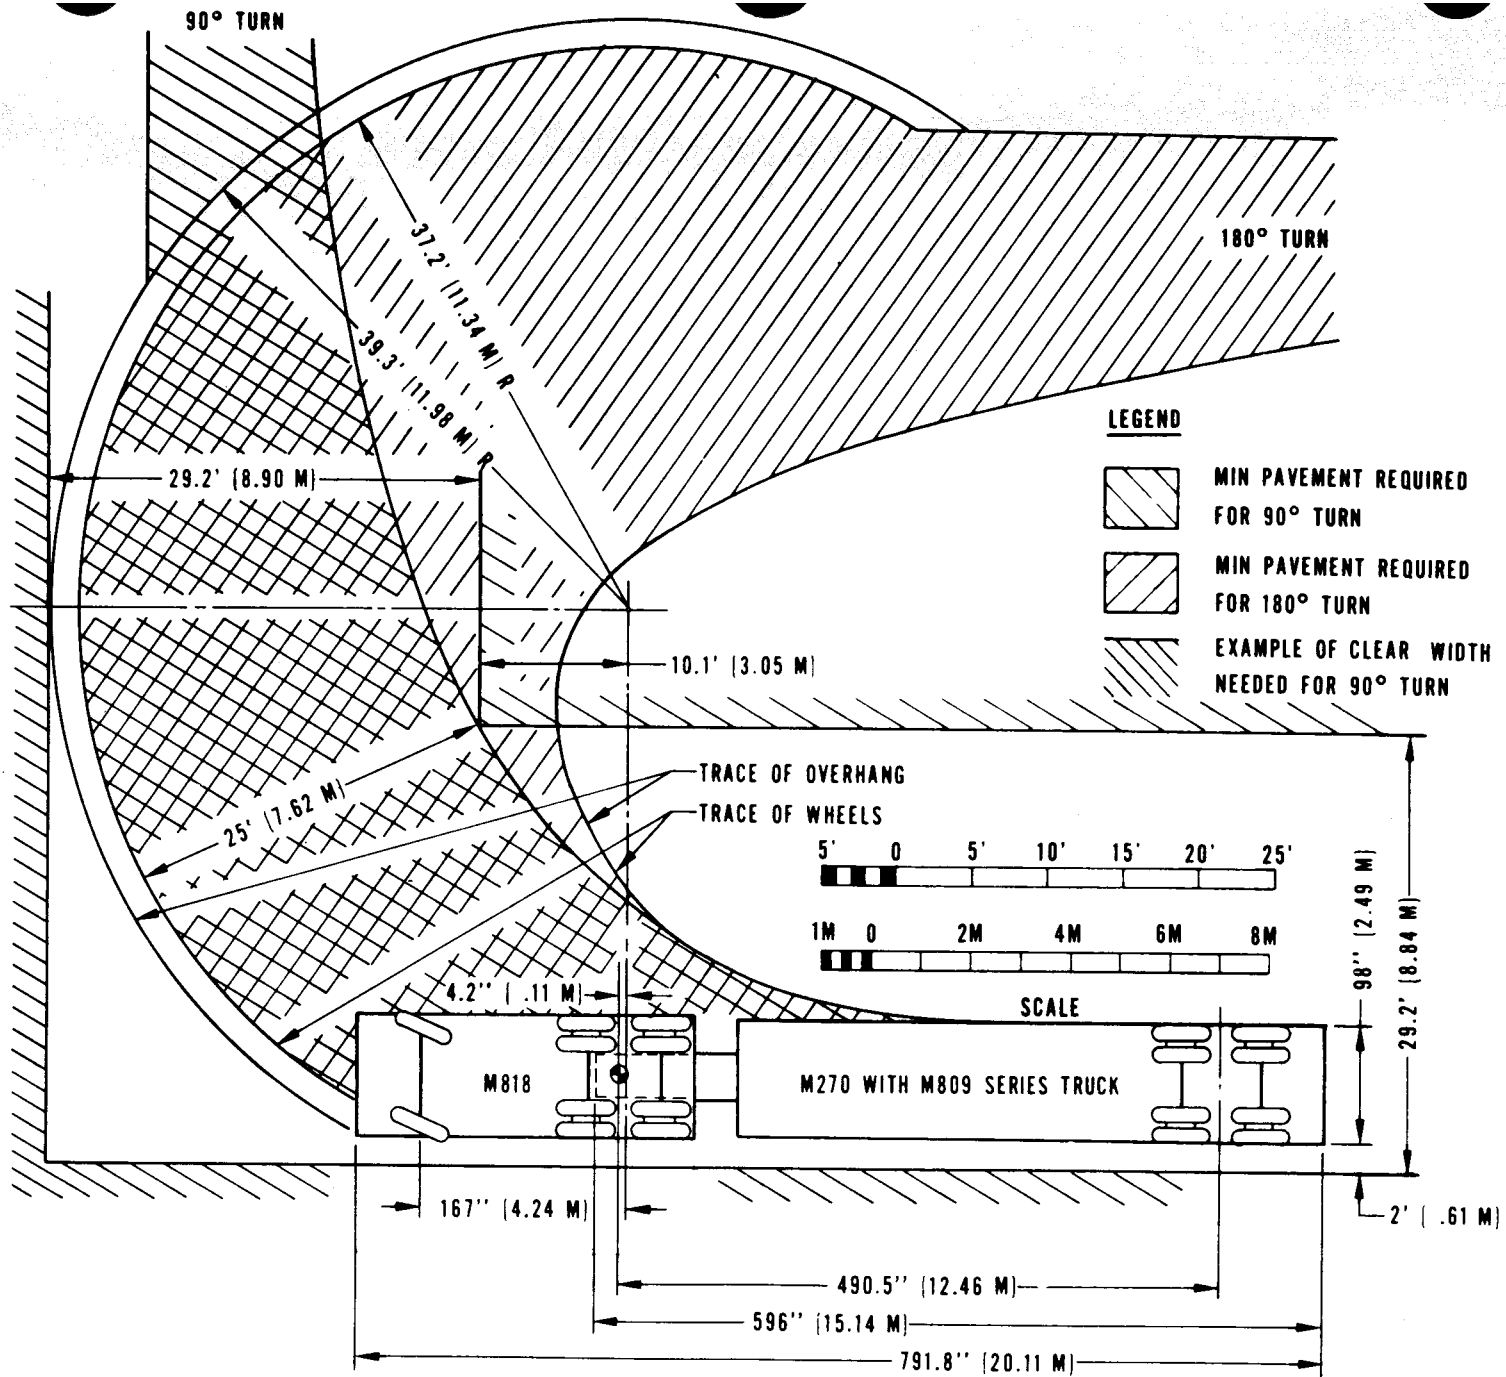 90° TURN
37.2' (11.34 M) R
39.3' (11.98 M) R
180° TURN
29.2' (8.90 M)
LEGEND
MIN PAVEMENT REQUIRED
FOR 90° TURN
MIN PAVEMENT REQUIRED
FOR 180° TURN
EXAMPLE OF CLEAR WIDTH
NEEDED FOR 90° TURN
10.1' (3.05 M)
25' (7.62 M)
TRACE OF OVERHANG
TRACE OF WHEELS
5' 0 5' 10' 15' 20' 25'
1M 0 2M 4M 6M 8M
SCALE
98'' (2.49 M)
29.2' (8.84 M)
4.2'' ( .11 M)
M818
M270 WITH M809 SERIES TRUCK
167'' (4.24 M)
2' ( .61 M)
490.5'' (12.46 M)
596'' (15.14 M)
791.8'' (20.11 M)